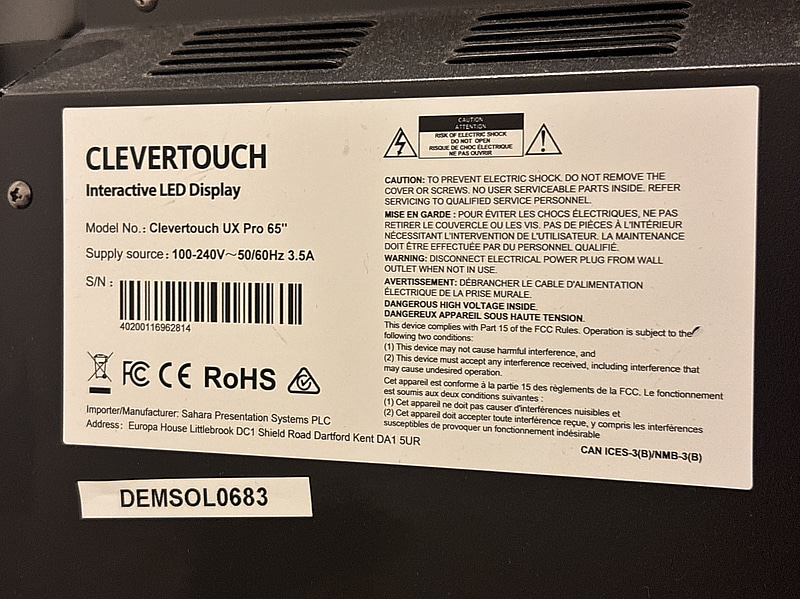 CLEVERTOUCH
Interactive LED Display
Model No.: Clevertouch UX Pro 65"
Supply source: 100-240V~50/60Hz 3.5A
S/N :
40200116962814
FC CE RoHS
Importer/Manufacturer: Sahara Presentation Systems PLC
Address: Europa House Littlebrook DC1 Shield Road Dartford Kent DA1 5UR
CAUTION
ATTENTION
RISK OF ELECTRIC SHOCK
DO NOT OPEN
RISQUE DE CHOC ÉLECTRIQUE
NE PAS OUVRIR
CAUTION: TO PREVENT ELECTRIC SHOCK. DO NOT REMOVE THE
COVER OR SCREWS. NO USER SERVICEABLE PARTS INSIDE. REFER
SERVICING TO QUALIFIED SERVICE PERSONNEL.
MISE EN GARDE : POUR ÉVITER LES CHOCS ÉLECTRIQUES, NE PAS
RETIRER LE COUVERCLE OU LES VIS. PAS DE PIÈCES À L'INTÉRIEUR
NÉCESSITANT L'INTERVENTION DE L'UTILISATEUR. LA MAINTENANCE
DOIT ÊTRE EFFECTUÉE PAR DU PERSONNEL QUALIFIÉ.
WARNING: DISCONNECT ELECTRICAL POWER PLUG FROM WALL
OUTLET WHEN NOT IN USE.
AVERTISSEMENT: DÉBRANCHER LE CABLE D'ALIMENTATION
ÉLECTRIQUE DE LA PRISE MURALE.
DANGEROUS HIGH VOLTAGE INSIDE.
DANGEREUX APPAREIL SOUS HAUTE TENSION.
This device complies with Part 15 of the FCC Rules. Operation is subject to the
following two conditions:
(1) This device may not cause harmful interference, and
(2) This device must accept any interference received, including interference that
may cause undesired operation.
Cet appareil est conforme à la partie 15 des règlements de la FCC. Le fonctionnement
est soumis aux deux conditions suivantes :
(1) Cet appareil ne doit pas causer d'interférences nuisibles et
(2) Cet appareil doit accepter toute interférence reçue, y compris les interférences
susceptibles de provoquer un fonctionnement indésirable
CAN ICES-3(B)/NMB-3(B)
DEMSOL0683